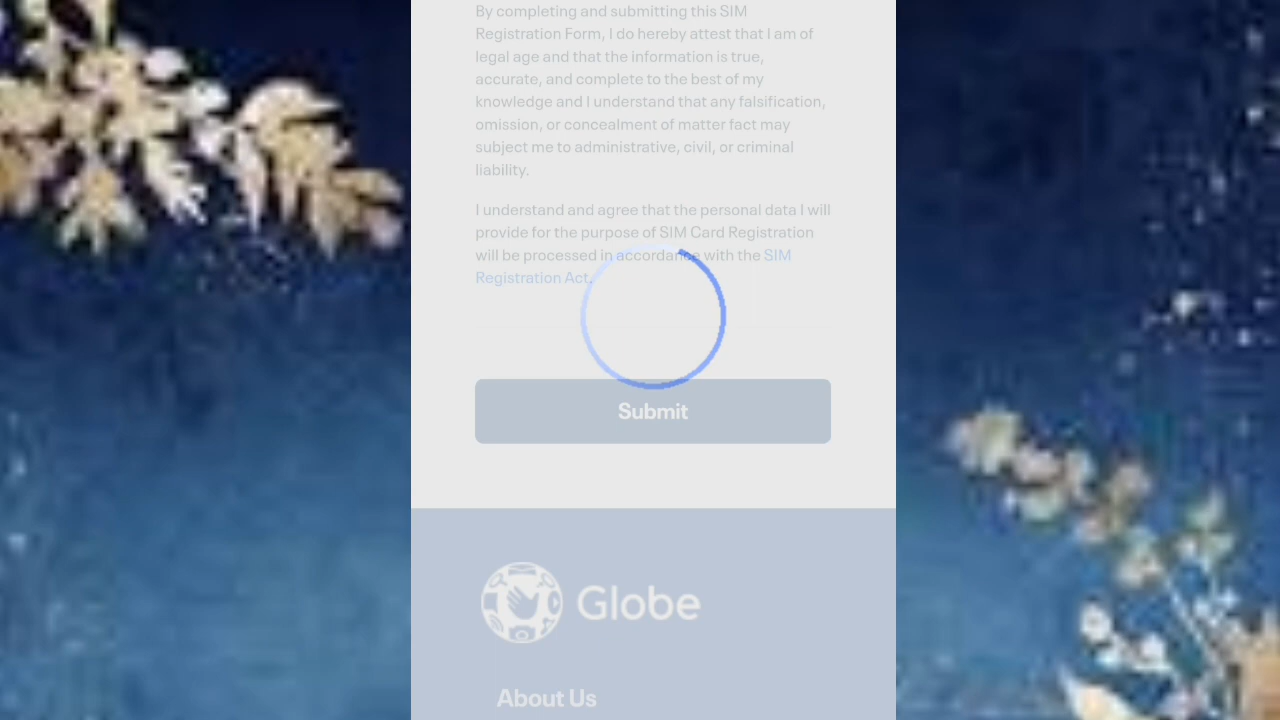 By completing and submitting this SIM
Registration Form, I do hereby attest that I am of
legal age and that the information is true,
accurate, and complete to the best of my
knowledge and I understand that any falsification,
omission, or concealment of matter fact may
subject me to administrative, civil, or criminal
liability.
I understand and agree that the personal data I will
provide for the purpose of SIM Card Registration
will be processed in accordance with the SIM
Registration Act.
Submit
Globe
About Us